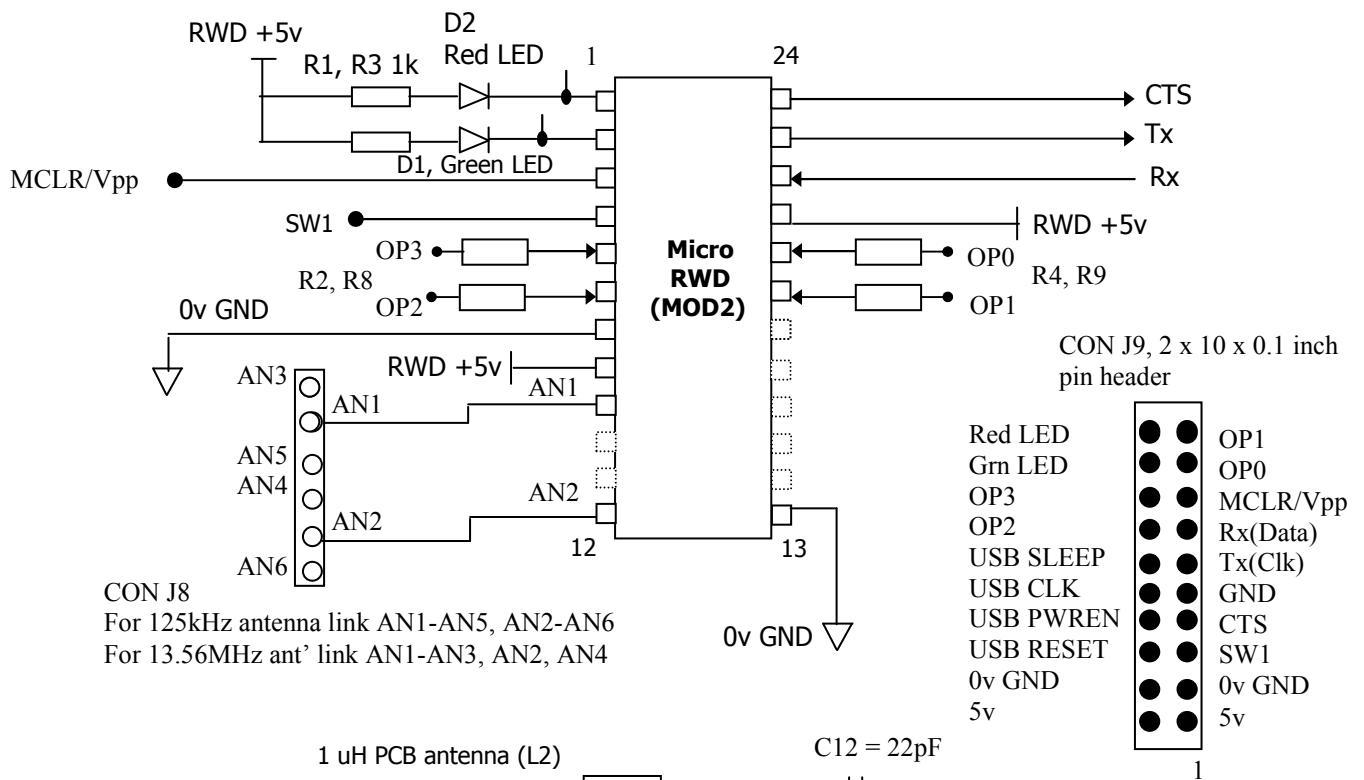 RWD +5v
D2
Red LED
R1, R3 1k
1
24
CTS
Tx
D1, Green LED
MCLR/Vpp
Rx
SW1
RWD +5v
OP3
Micro
RWD
(MOD2)
OP0
R2, R8
R4, R9
OP2
OP1
0v GND
RWD +5v
AN3
AN1
AN1
AN5
AN4
AN2
AN2
AN6
12
13
0v GND
CON J8
For 125kHz antenna link AN1-AN5, AN2-AN6
For 13.56MHz ant’ link AN1-AN3, AN2, AN4
CON J9, 2 x 10 x 0.1 inch
pin header
Red LED
Grn LED
OP3
OP2
USB SLEEP
USB CLK
USB PWREN
USB RESET
0v GND
5v
OP1
OP0
MCLR/Vpp
Rx(Data)
Tx(Clk)
GND
CTS
SW1
0v GND
5v
1
1 uH PCB antenna (L2)
C12 = 22pF